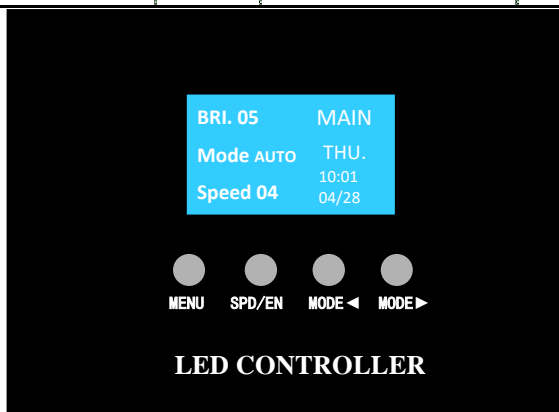 BRI. 05 MAIN
Mode AUTO THU.
10:01
Speed 04 04/28
MENU SPD/EN MODE◄ MODE►
LED CONTROLLER